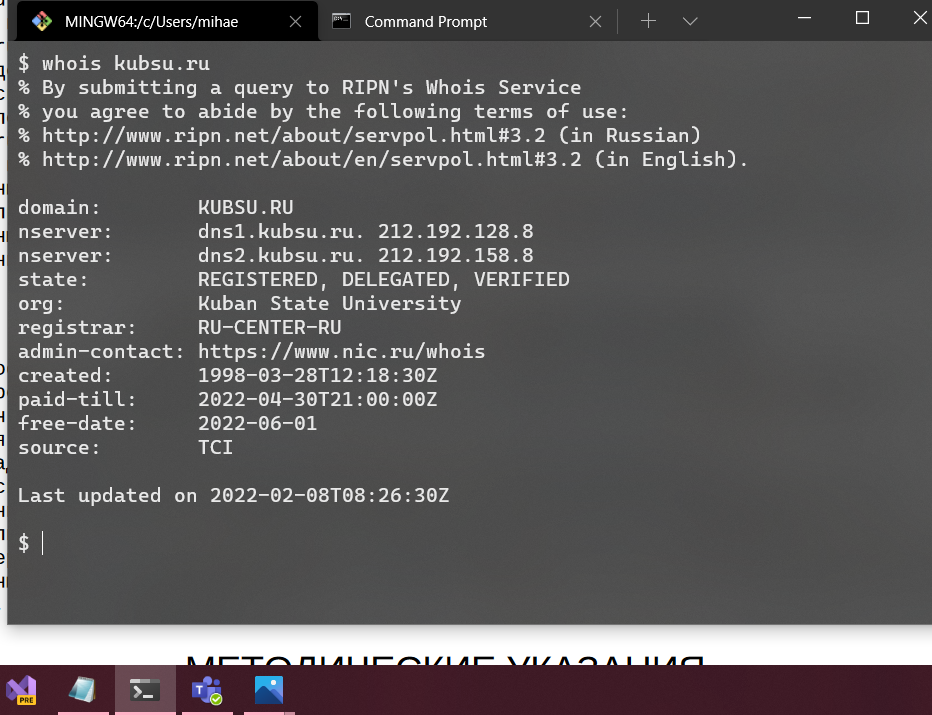 MINGW64:/c/Users/mihae
Command Prompt
$ whois kubsu.ru
% By submitting a query to RIPN's Whois Service
% you agree to abide by the following terms of use:
% http://www.ripn.net/about/servpol.html#3.2 (in Russian)
% http://www.ripn.net/about/en/servpol.html#3.2 (in English).
domain: KUBSU.RU
nserver: dns1.kubsu.ru. 212.192.128.8
nserver: dns2.kubsu.ru. 212.192.158.8
state: REGISTERED, DELEGATED, VERIFIED
org: Kuban State University
registrar: RU-CENTER-RU
admin-contact: https://www.nic.ru/whois
created: 1998-03-28T12:18:30Z
paid-till: 2022-04-30T21:00:00Z
free-date: 2022-06-01
source: TCI
Last updated on 2022-02-08T08:26:30Z
$
МЕТОДИЧЕСКИЕ УКАЗАНИЯ
PRE
T